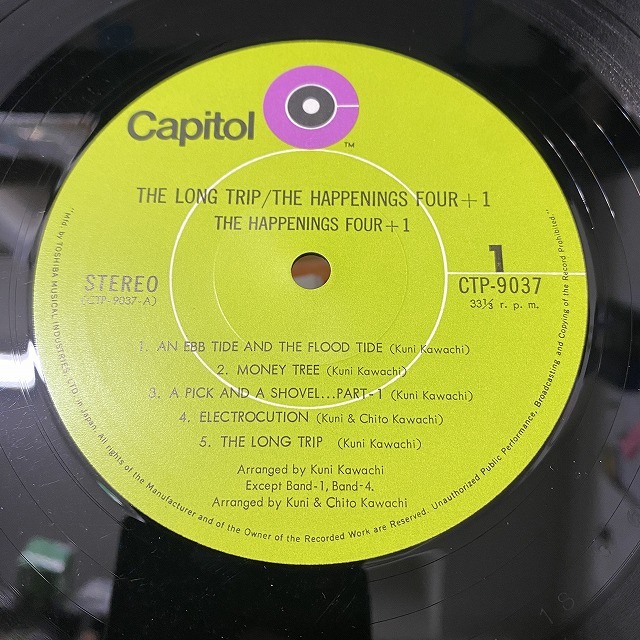 Capitol
TM
THE LONG TRIP/THE HAPPENINGS FOUR+1
THE HAPPENINGS FOUR+1
STEREO
(CTP-9037-A)
1
CTP-9037
33⅓ r. p. m.
1. AN EBB TIDE AND THE FLOOD TIDE (Kuni Kawachi)
2. MONEY TREE (Kuni Kawachi)
3. A PICK AND A SHOVEL...PART-1 (Kuni Kawachi)
4. ELECTROCUTION (Kuni & Chito Kawachi)
5. THE LONG TRIP (Kuni Kawachi)
Arranged by Kuni Kawachi
Except Band-1, Band-4.
Arranged by Kuni & Chito Kawachi
"Mfd by TOSHIBA MUSICAL INDUSTRIES, LTD. in Japan. All rights of the Manufacturer and of the Owner of the Recorded Work are Reserved. Unauthorized Public Performance, Broadcasting and Copying of the Record Prohibited."
1S